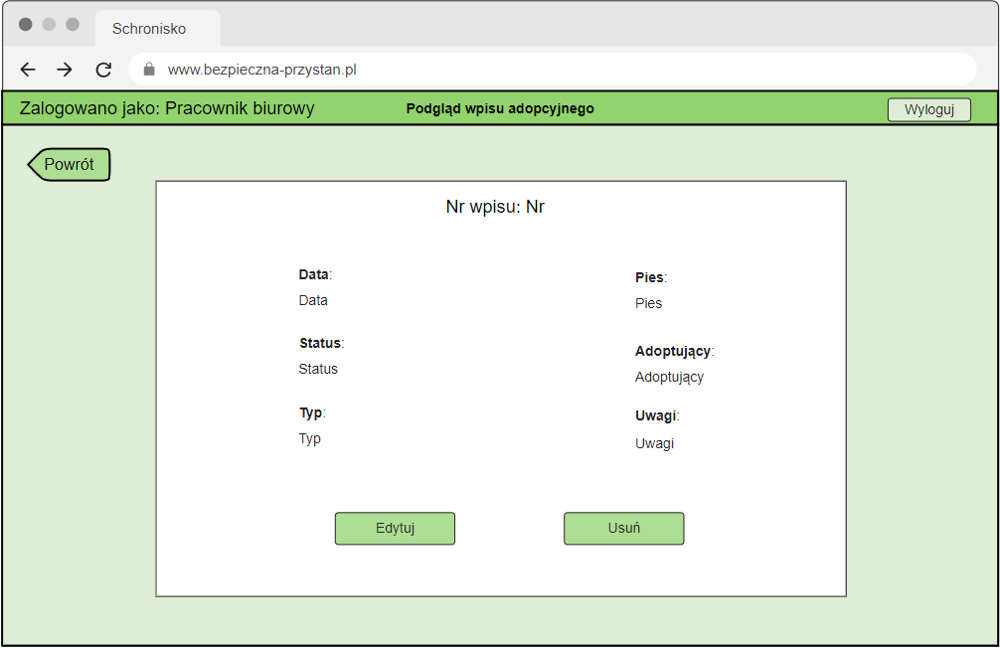 Schronisko
www.bezpieczna-przystan.pl
Zalogowano jako: Pracownik biurowy
Podgląd wpisu adopcyjnego
Wyloguj
Powrót
Nr wpisu: Nr
Data:
Data
Status:
Status
Typ:
Typ
Pies:
Pies
Adoptujący:
Adoptujący
Uwagi:
Uwagi
Edytuj
Usuń